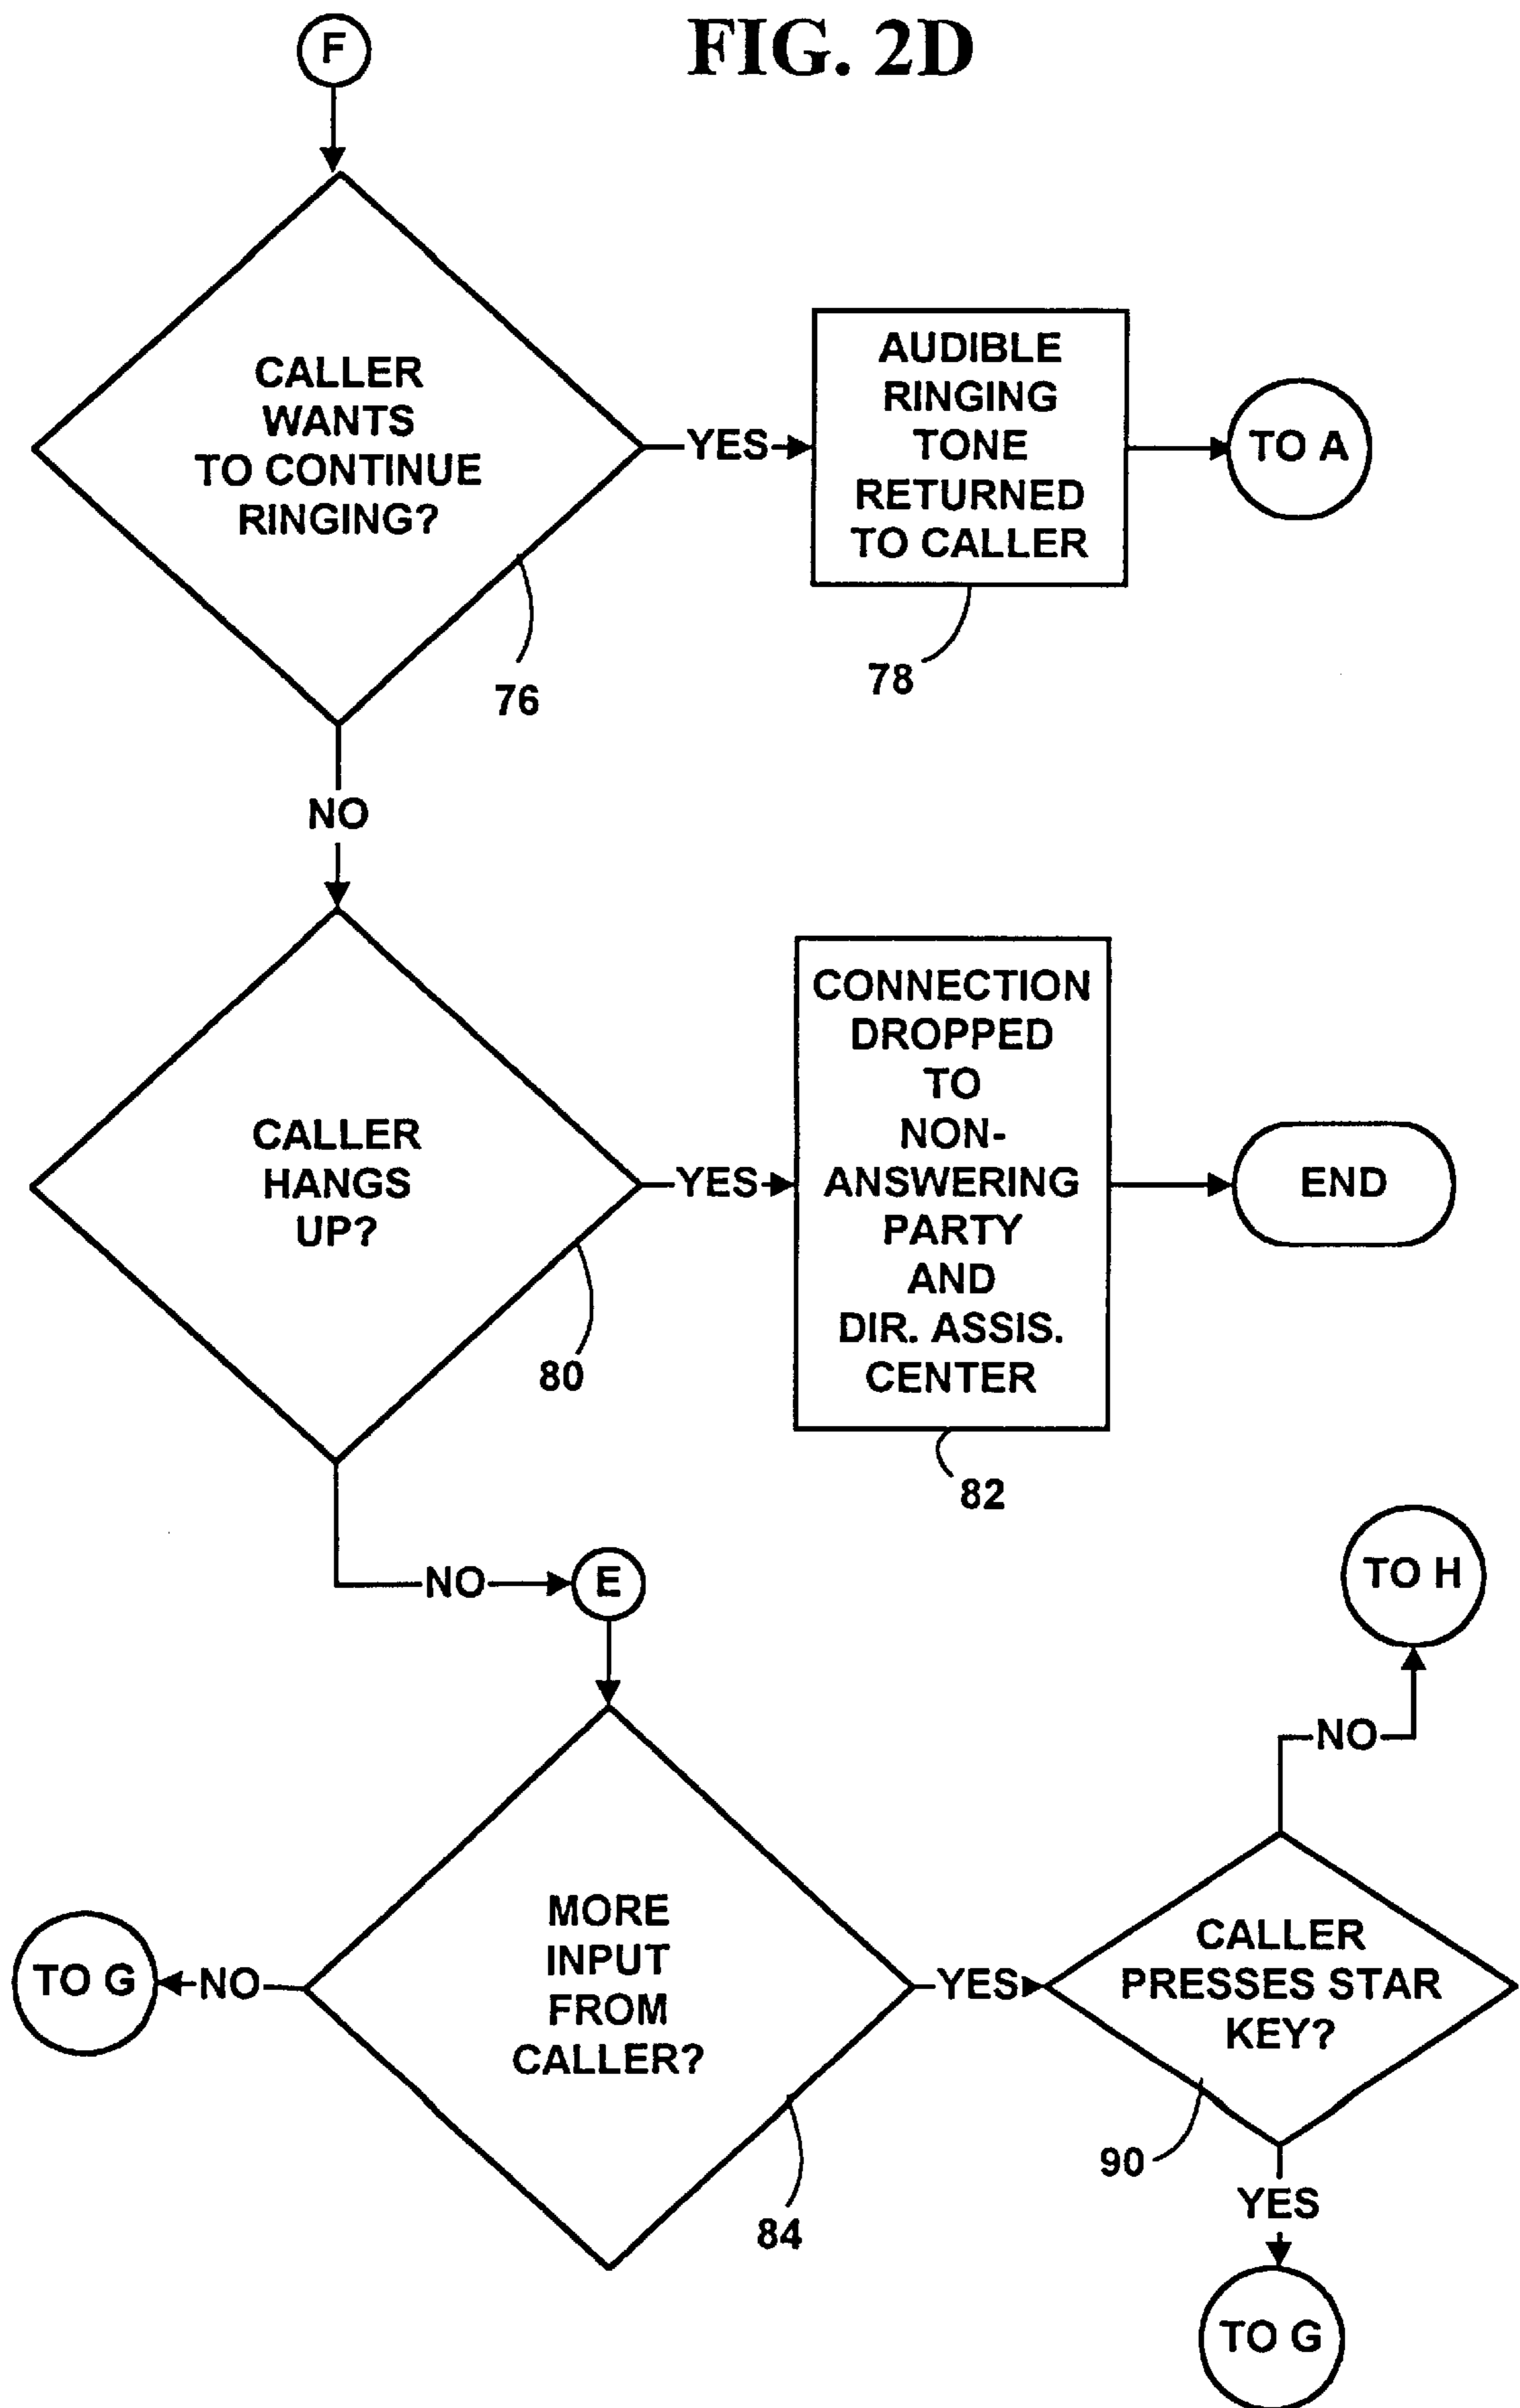 FIG. 2D
F
CALLER
WANTS
TO CONTINUE
RINGING?
YES
AUDIBLE
RINGING
TONE
RETURNED
TO CALLER
TO A
76
78
NO
CALLER
HANGS
UP?
YES
CONNECTION
DROPPED
TO
NON-
ANSWERING
PARTY
AND
DIR. ASSIS.
CENTER
END
80
82
NO
E
TO H
NO
MORE
INPUT
FROM
CALLER?
TO G
NO
YES
CALLER
PRESSES STAR
KEY?
84
90
YES
TO G